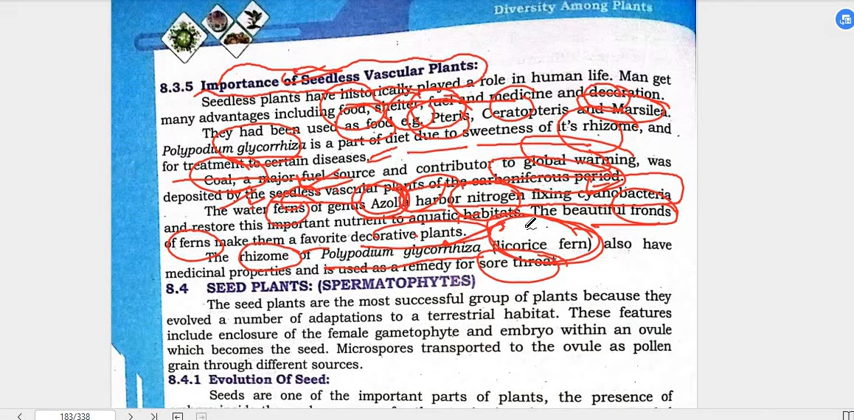 Diversity Among Plants
8.3.5 Importance of Seedless Vascular Plants:
Seedless plants have historically played a role in human life. Man get
many advantages including food, shelter, fuel and medicine and decoration.
They had been used as food e.g. Pteris, Ceratopteris and Marsilea.
Polypodium glycorrhiza is a part of diet due to sweetness of it's rhizome, and
for treatment to certain diseases.
Coal, a major fuel source and contributor to global warming, was
deposited by the seedless vascular plants of the carboniferous period.
The water ferns of genus Azolla harbor nitrogen fixing cyanobacteria
and restore this important nutrient to aquatic habitats. The beautiful fronds
of ferns make them a favorite decorative plants.
The rhizome of Polypodium glycorrhiza (licorice fern) also have
medicinal properties and is used as a remedy for sore throat.
8.4 SEED PLANTS: (SPERMATOPHYTES)
The seed plants are the most successful group of plants because they
evolved a number of adaptations to a terrestrial habitat. These features
include enclosure of the female gametophyte and embryo within an ovule
which becomes the seed. Microspores transported to the ovule as pollen
grain through different sources.
8.4.1 Evolution Of Seed:
Seeds are one of the important parts of plants, the presence of
183/338